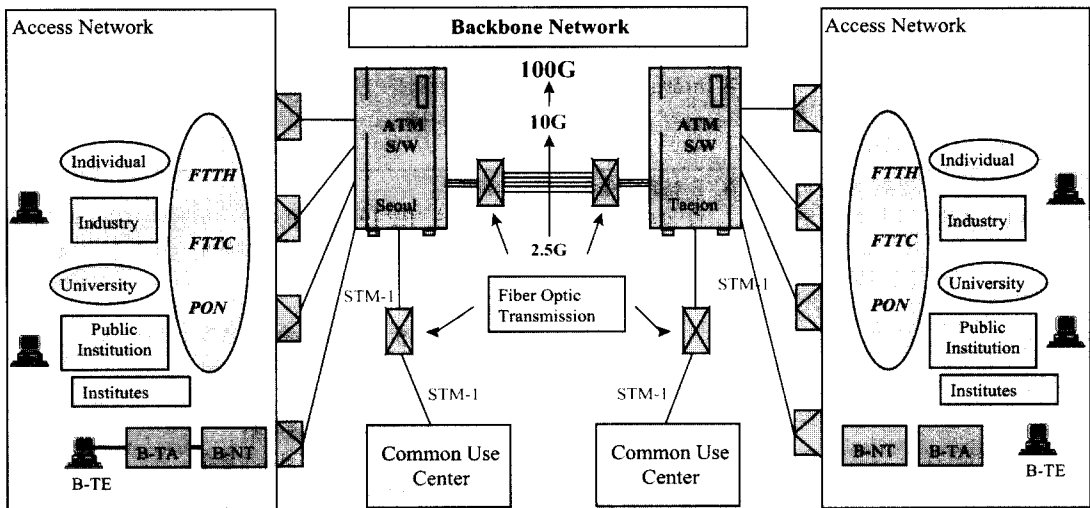 Access Network
Backbone Network
Access Network
100G
10G
2.5G
ATM
S/W
Seoul
ATM
S/W
Taejon
Individual
Industry
University
Public
Institution
Institutes
FTTH
FTTC
PON
B-TE
B-TA
B-NT
STM-1
STM-1
Fiber Optic
Transmission
STM-1
STM-1
Common Use
Center
Common Use
Center
FTTH
FTTC
PON
Individual
Industry
University
Public
Institution
Institutes
B-NT
B-TA
B-TE